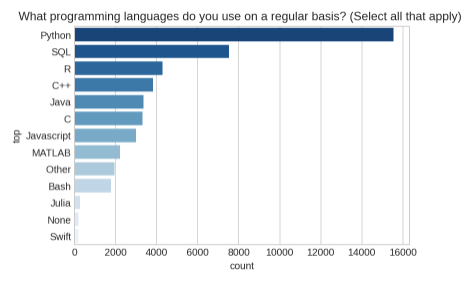 What programming languages do you use on a regular basis? (Select all that apply)
Python
SQL
R
C++
Java
C
Javascript
MATLAB
Other
Bash
Julia
None
Swift
top
0 2000 4000 6000 8000 10000 12000 14000 16000
count